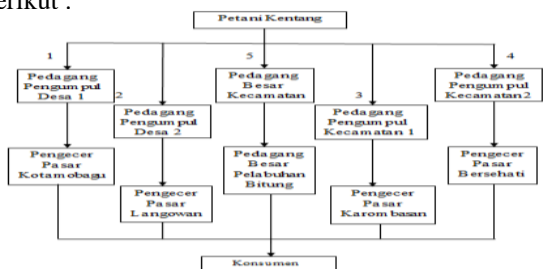 erikut :
Petani Kentang
1
5
4
Pedagang
Pengumpul
Desa 1
2
Pedagang
Pengumpul
Desa 2
Pedagang
Besar
Kecamatan
3
Pedagang
Pengumpul
Kecamatan 1
Pedagang
Pengumpul
Kecamatan 2
Pengecer
Pasar
Kotamobagu
Pengecer
Pasar
Langowan
Pedagang
Besar
Pelabuhan
Bitung
Pengecer
Pasar
Karombasan
Pengecer
Pasar
Bersehati
Konsumen